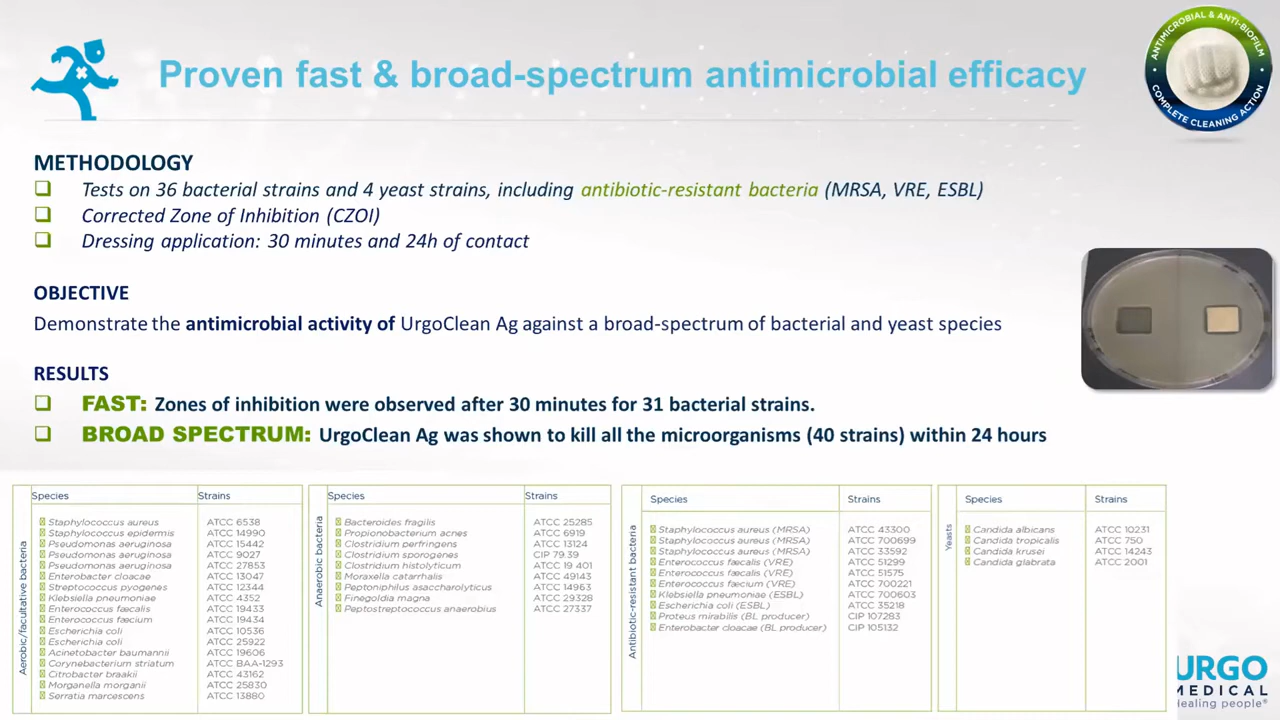 Proven fast & broad-spectrum antimicrobial efficacy
ANTIMICROBIAL & ANTI-BIOFILM
COMPLETE CLEANING ACTION
METHODOLOGY
Tests on 36 bacterial strains and 4 yeast strains, including antibiotic-resistant bacteria (MRSA, VRE, ESBL)
Corrected Zone of Inhibition (CZOI)
Dressing application: 30 minutes and 24h of contact
OBJECTIVE
Demonstrate the antimicrobial activity of UrgoClean Ag against a broad-spectrum of bacterial and yeast species
RESULTS
FAST: Zones of inhibition were observed after 30 minutes for 31 bacterial strains.
BROAD SPECTRUM: UrgoClean Ag was shown to kill all the microorganisms (40 strains) within 24 hours
Aerobic/facultative bacteria
Species Strains
Staphylococcus aureus ATCC 6538
Staphylococcus epidermis ATCC 14990
Pseudomonas aeruginosa ATCC 15442
Pseudomonas aeruginosa ATCC 9027
Pseudomonas aeruginosa ATCC 27853
Enterobacter cloacae ATCC 13047
Streptococcus pyogenes ATCC 12344
Klebsiella pneumoniae ATCC 4352
Enterococcus fæcalis ATCC 19433
Enterococcus fæcium ATCC 19434
Escherichia coli ATCC 10536
Escherichia coli ATCC 25922
Acinetobacter baumannii ATCC 19606
Corynebacterium striatum ATCC BAA-1293
Citrobacter braakii ATCC 43162
Morganella morganii ATCC 25830
Serratia marcescens ATCC 13880
Anaerobic bacteria
Species Strains
Bacteroides fragilis ATCC 25285
Propionobacterium acnes ATCC 6919
Clostridium perfringens ATCC 13124
Clostridium sporogenes CIP 79.39
Clostridium histolyticum ATCC 19 401
Moraxella catarrhalis ATCC 49143
Peptoniphilus asaccharolyticus ATCC 14963
Finegoldia magna ATCC 29328
Peptostreptococcus anaerobius ATCC 27337
Antibiotic-resistant bacteria
Species Strains
Staphylococcus aureus (MRSA) ATCC 43300
Staphylococcus aureus (MRSA) ATCC 700699
Staphylococcus aureus (MRSA) ATCC 33592
Enterococcus fæcalis (VRE) ATCC 51299
Enterococcus fæcalis (VRE) ATCC 51575
Enterococcus fæcium (VRE) ATCC 700221
Klebsiella pneumoniae (ESBL) ATCC 700603
Escherichia coli (ESBL) ATCC 35218
Proteus mirabilis (BL producer) CIP 107283
Enterobacter cloacae (BL producer) CIP 105132
Yeasts
Species Strains
Candida albicans ATCC 10231
Candida tropicalis ATCC 750
Candida krusei ATCC 14243
Candida glabrata ATCC 2001
URGO
MEDICAL
Healing people®